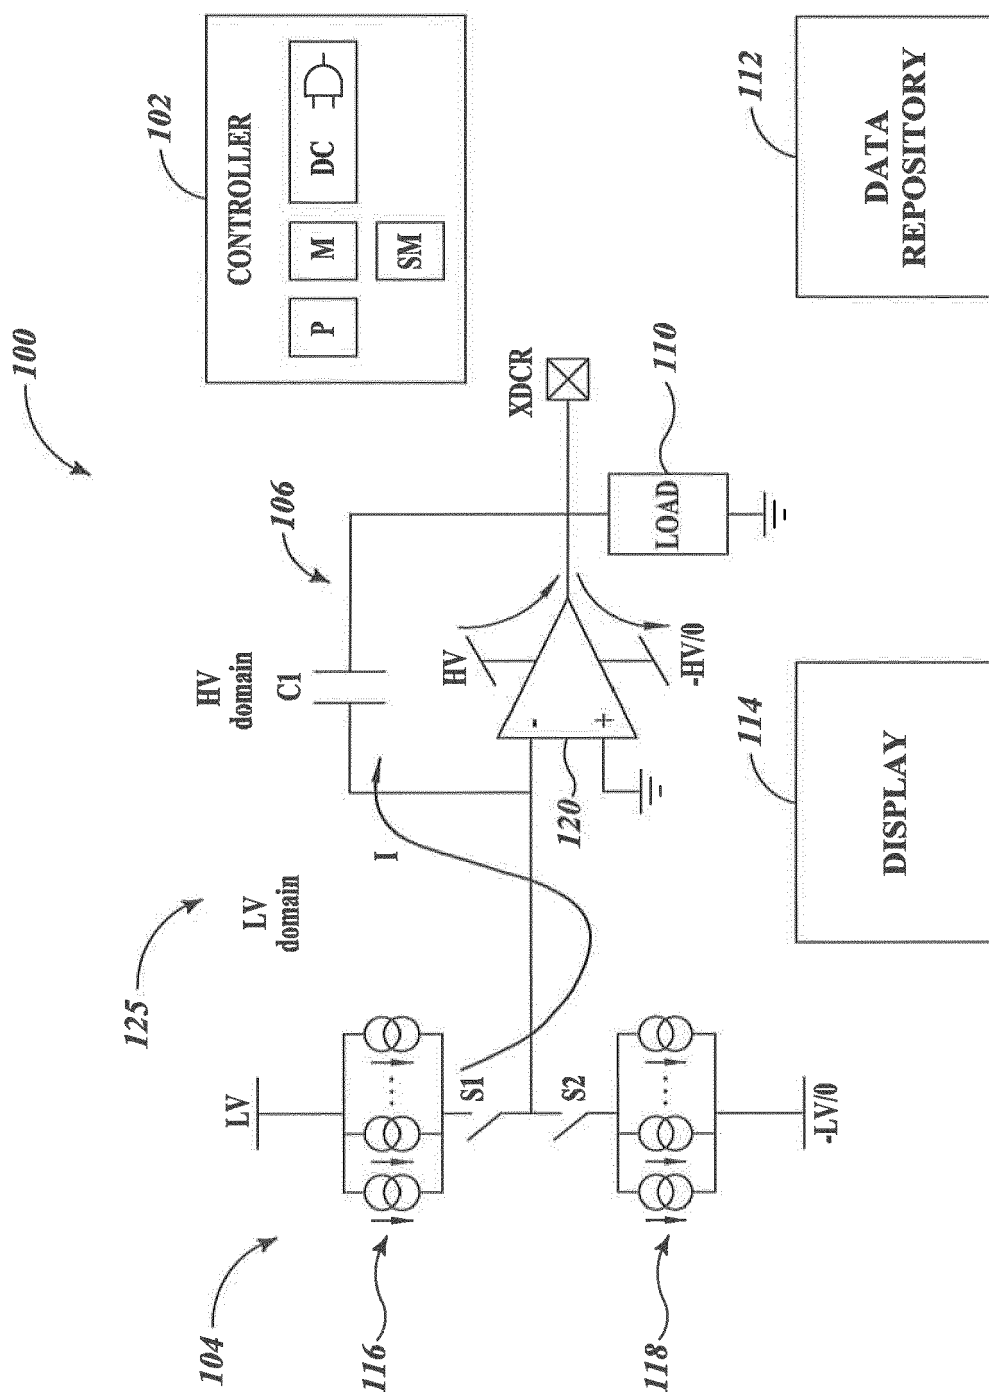 100
102
CONTROLLER
P
M
DC
SM
104
125
LV
domain
HV
domain
106
116
LV
S1
I
C1
HV
-
+
120
-HV/0
XDCR
LOAD
110
S2
118
-LV/0
114
DISPLAY
112
DATA
REPOSITORY